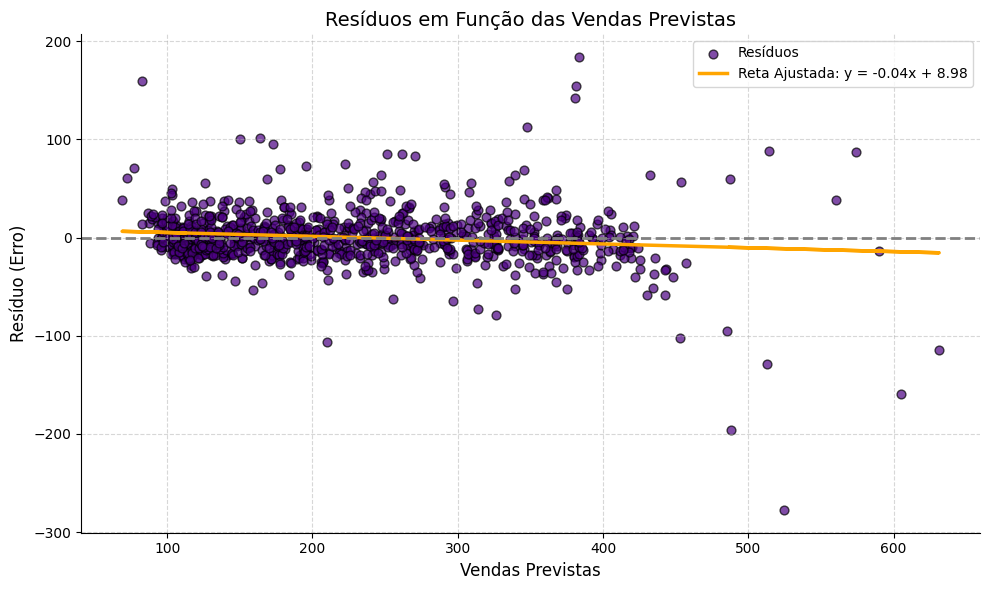 Resíduos em Função das Vendas Previstas
Resíduos
Reta Ajustada: y = -0.04x + 8.98
Resíduo (Erro)
200
100
0
−100
−200
−300
100 200 300 400 500 600
Vendas Previstas